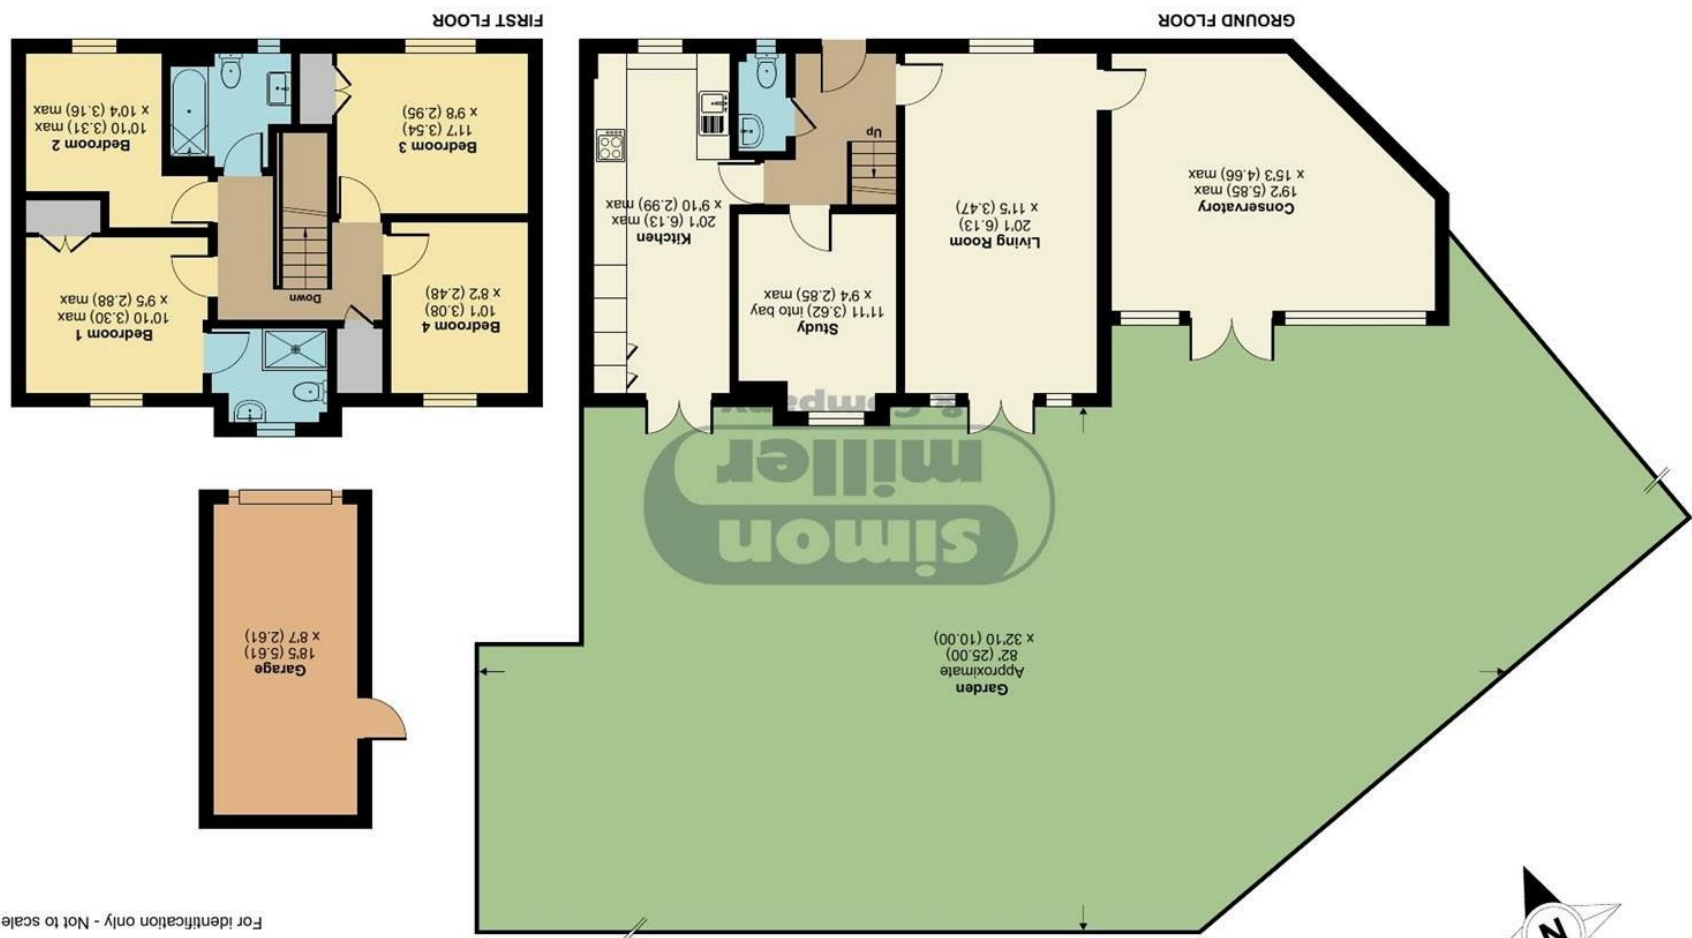 For identification only - Not to scale
N
Garden
Approximate
82' (25.00)
x 32'10 (10.00)
Garage
18'5 (5.61)
x 8'7 (2.61)
simon
miller
& Company
Bedroom 4
10'1 (3.08)
x 8'2 (2.48)
Down
Bedroom 1
10'10 (3.30) max
x 9'5 (2.88) max
Bedroom 3
11'7 (3.54)
x 9'8 (2.95)
Bedroom 2
10'10 (3.31) max
x 10'4 (3.16) max
FIRST FLOOR
Conservatory
19'2 (5.85) max
x 15'3 (4.66) max
Living Room
20'1 (6.13)
x 11'5 (3.47)
Study
11'11 (3.62) into bay
x 9'4 (2.85) max
Kitchen
20'1 (6.13) max
x 9'10 (2.99) max
Up
GROUND FLOOR